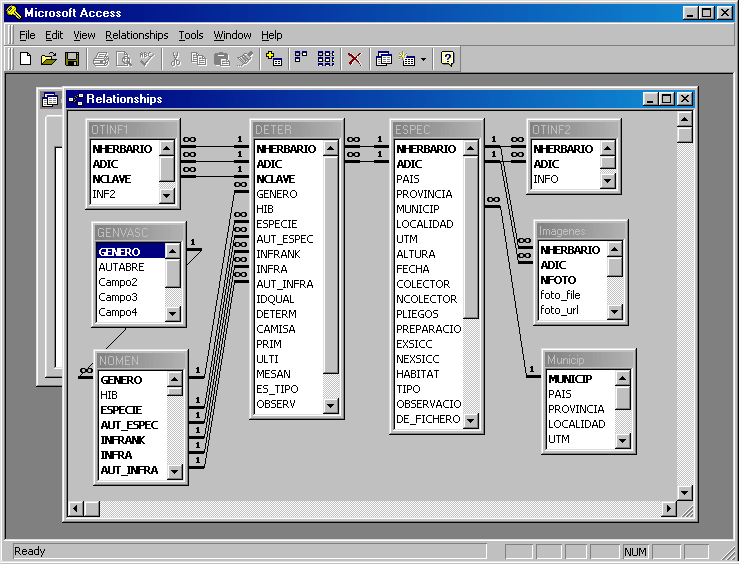 Microsoft Access
File Edit View Relationships Tools Window Help
ABC
Relationships
OTINF1
NHERBARIO
ADIC
NCLAVE
INF2
GENVASC
GENERO
AUTABRE
Campo2
Campo3
Campo4
NOMEN
GENERO
HIB
ESPECIE
AUT_ESPEC
INFRANK
INFRA
AUT_INFRA
DETER
NHERBARIO
ADIC
NCLAVE
GENERO
HIB
ESPECIE
AUT_ESPEC
INFRANK
INFRA
AUT_INFRA
IDQUAL
DETERM
CAMISA
PRIM
ULTI
MESAN
ES_TIPO
OBSERV
ESPEC
NHERBARIO
ADIC
PAIS
PROVINCIA
MUNICIP
LOCALIDAD
UTM
ALTURA
FECHA
COLECTOR
NCOLECTOR
PLIEGOS
PREPARACIO
EXSICC
NEXSICC
HABITAT
TIPO
OBSERVACIO
DE_FICHERO
OTINF2
NHERBARIO
ADIC
INFO
Imagenes
NHERBARIO
ADIC
NFOTO
foto_file
foto_url
Municip
MUNICIP
PAIS
PROVINCIA
LOCALIDAD
UTM
∞ 1 ∞ 1 1 ∞
∞ 1 ∞ 1 1 ∞
∞ 1
∞
1
∞
∞
∞
∞
∞
∞
∞
∞
∞
1
1
1
1
1
1
1
Ready
NUM